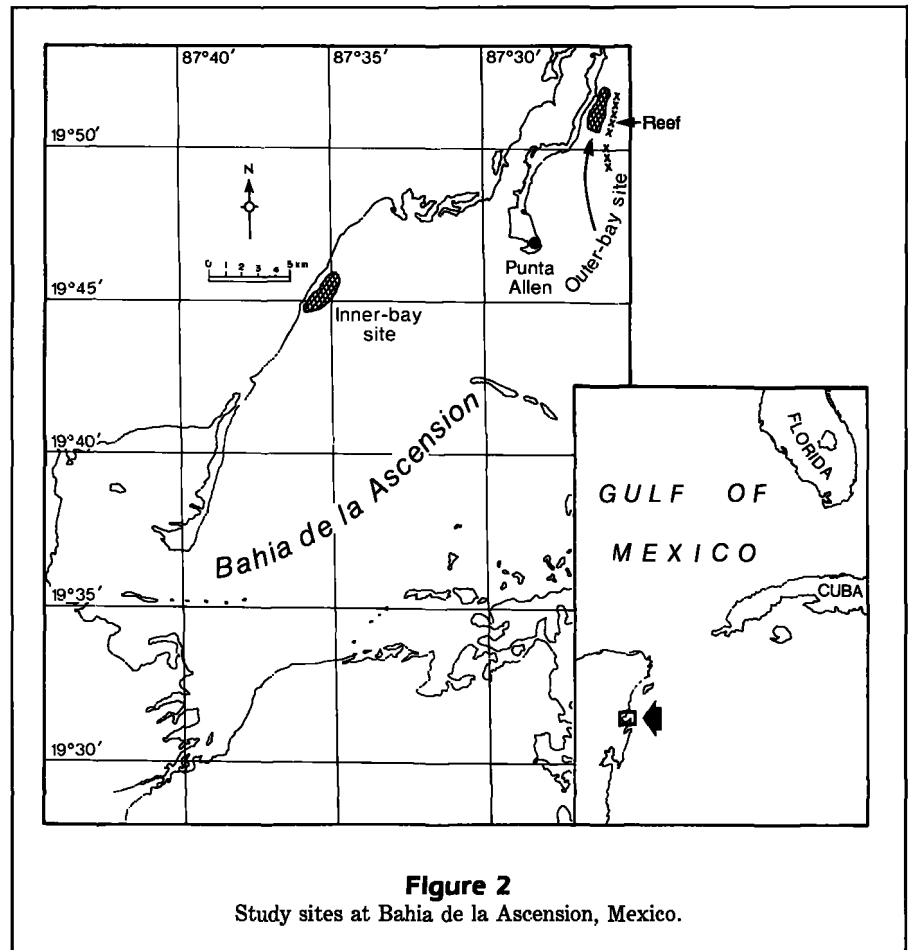 87°40′ 87°35′ 87°30′
Reef
19°50′
N
Outer-bay site
0 1 2 3 4 5 km
Punta
Allen
19°45′
Inner-bay
site
Bahia de la Ascension
19°40′
FLORIDA
GULF OF
MEXICO
CUBA
19°35′
19°30′
Figure 2
Study sites at Bahia de la Ascension, Mexico.